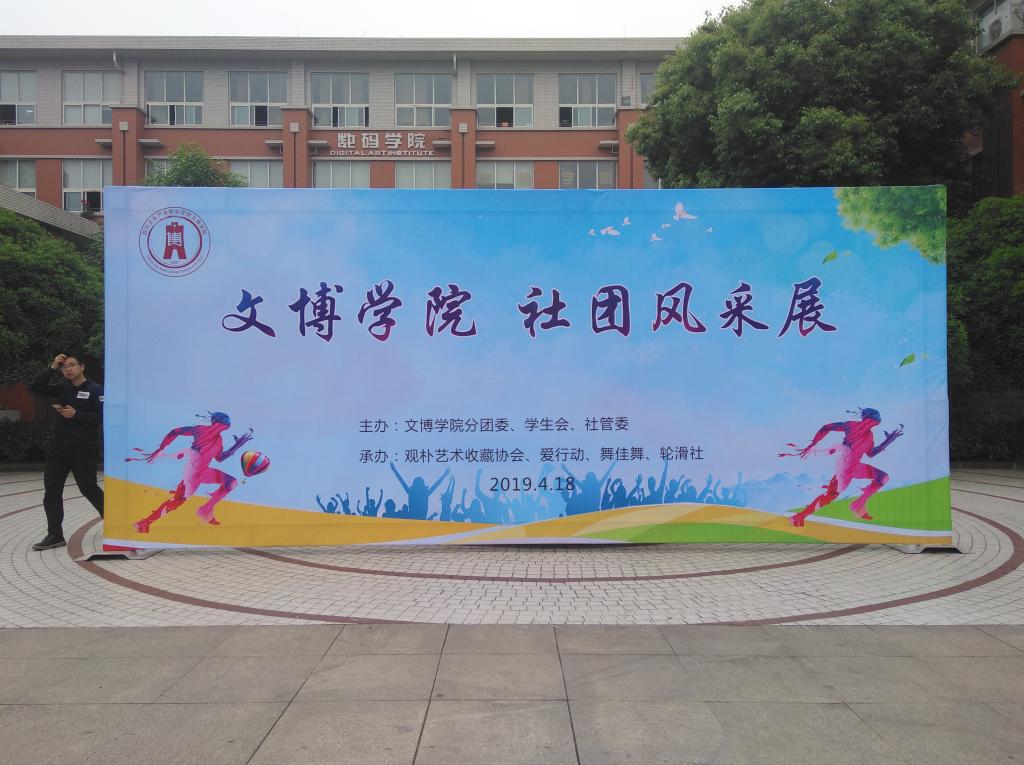 数码学院
DIGITAL ART INSTITUTE
文博学院 社团风采展
主办：文博学院分团委、学生会、社管委
承办：观朴艺术收藏协会、爱行动、舞佳舞、轮滑社
2019.4.18